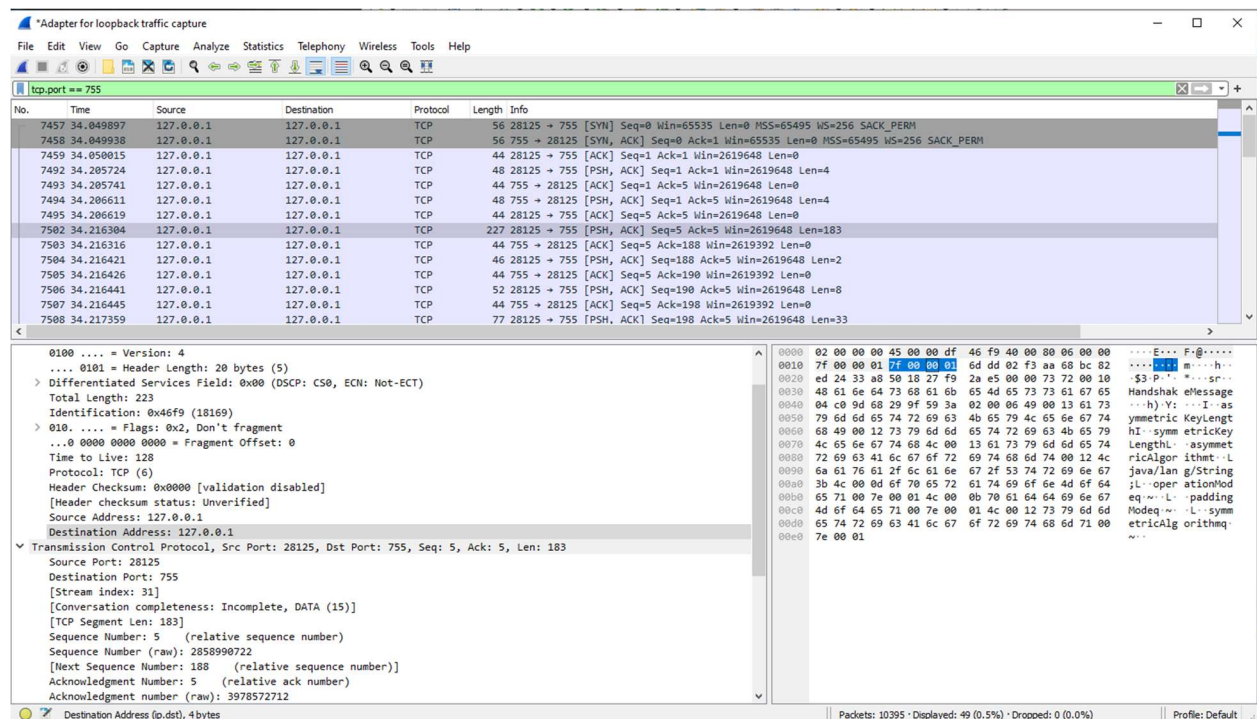 *Adapter for loopback traffic capture
File Edit View Go Capture Analyze Statistics Telephony Wireless Tools Help
tcp.port == 755
No. Time Source Destination Protocol Length Info
7457 34.049897 127.0.0.1 127.0.0.1 TCP 56 28125 → 755 [SYN] Seq=0 Win=65535 Len=0 MSS=65495 WS=256 SACK_PERM
7458 34.049938 127.0.0.1 127.0.0.1 TCP 56 755 → 28125 [SYN, ACK] Seq=0 Ack=1 Win=65535 Len=0 MSS=65495 WS=256 SACK_PERM
7459 34.050015 127.0.0.1 127.0.0.1 TCP 44 28125 → 755 [ACK] Seq=1 Ack=1 Win=2619648 Len=0
7492 34.205724 127.0.0.1 127.0.0.1 TCP 48 28125 → 755 [PSH, ACK] Seq=1 Ack=1 Win=2619648 Len=4
7493 34.205741 127.0.0.1 127.0.0.1 TCP 44 755 → 28125 [ACK] Seq=1 Ack=5 Win=2619648 Len=0
7494 34.206611 127.0.0.1 127.0.0.1 TCP 48 755 → 28125 [PSH, ACK] Seq=1 Ack=5 Win=2619648 Len=4
7495 34.206619 127.0.0.1 127.0.0.1 TCP 44 28125 → 755 [ACK] Seq=5 Ack=5 Win=2619648 Len=0
7502 34.216304 127.0.0.1 127.0.0.1 TCP 227 28125 → 755 [PSH, ACK] Seq=5 Ack=5 Win=2619648 Len=183
7503 34.216316 127.0.0.1 127.0.0.1 TCP 44 755 → 28125 [ACK] Seq=5 Ack=188 Win=2619392 Len=0
7504 34.216421 127.0.0.1 127.0.0.1 TCP 46 28125 → 755 [PSH, ACK] Seq=188 Ack=5 Win=2619648 Len=2
7505 34.216426 127.0.0.1 127.0.0.1 TCP 44 755 → 28125 [ACK] Seq=5 Ack=190 Win=2619392 Len=0
7506 34.216441 127.0.0.1 127.0.0.1 TCP 52 28125 → 755 [PSH, ACK] Seq=190 Ack=5 Win=2619648 Len=8
7507 34.216445 127.0.0.1 127.0.0.1 TCP 44 755 → 28125 [ACK] Seq=5 Ack=198 Win=2619392 Len=0
7508 34.217359 127.0.0.1 127.0.0.1 TCP 77 28125 → 755 [PSH, ACK] Seq=198 Ack=5 Win=2619648 Len=33
0100 .... = Version: 4
.... 0101 = Header Length: 20 bytes (5)
Differentiated Services Field: 0x00 (DSCP: CS0, ECN: Not-ECT)
Total Length: 223
Identification: 0x46f9 (18169)
010. .... = Flags: 0x2, Don't fragment
...0 0000 0000 0000 = Fragment Offset: 0
Time to Live: 128
Protocol: TCP (6)
Header Checksum: 0x0000 [validation disabled]
[Header checksum status: Unverified]
Source Address: 127.0.0.1
Destination Address: 127.0.0.1
Transmission Control Protocol, Src Port: 28125, Dst Port: 755, Seq: 5, Ack: 5, Len: 183
Source Port: 28125
Destination Port: 755
[Stream index: 31]
[Conversation completeness: Incomplete, DATA (15)]
[TCP Segment Len: 183]
Sequence Number: 5 (relative sequence number)
Sequence Number (raw): 2858990722
[Next Sequence Number: 188 (relative sequence number)]
Acknowledgment Number: 5 (relative ack number)
Acknowledgment number (raw): 3978572712
0000 02 00 00 00 45 00 00 df 46 f9 40 00 80 06 00 00 ····E··· F·@·····
0010 7f 00 00 01 7f 00 00 01 6d dd 02 f3 aa 68 bc 82 ········ m····h··
0020 ed 24 33 a8 50 18 27 f9 2a e5 00 00 73 72 00 10 ·$3·P·'· *···sr··
0030 48 61 6e 64 73 68 61 6b 65 4d 65 73 73 61 67 65 Handshak eMessage
0040 04 c0 9d 68 29 9f 59 3a 02 00 06 49 00 13 61 73 ···h)·Y: ···I··as
0050 79 6d 6d 65 74 72 69 63 4b 65 79 4c 65 6e 67 74 ymmetric KeyLengt
0060 68 49 00 12 73 79 6d 6d 65 74 72 69 63 4b 65 79 hI··symm etricKey
0070 4c 65 6e 67 74 68 4c 00 13 61 73 79 6d 6d 65 74 LengthL· ·asymmet
0080 72 69 63 41 6c 67 6f 72 69 74 68 6d 74 00 12 4c ricAlgor ithmt··L
0090 6a 61 76 61 2f 6c 61 6e 67 2f 53 74 72 69 6e 67 java/lan g/String
00a0 3b 4c 00 0d 6f 70 65 72 61 74 69 6f 6e 4d 6f 64 ;L··oper ationMod
00b0 65 71 00 7e 00 01 4c 00 0b 70 61 64 64 69 6e 67 eq·~··L· ·padding
00c0 4d 6f 64 65 71 00 7e 00 01 4c 00 12 73 79 6d 6d Modeq·~· ·L··symm
00d0 65 74 72 69 63 41 6c 67 6f 72 69 74 68 6d 71 00 etricAlg orithmq·
00e0 7e 00 01 ~··
Destination Address (ip.dst), 4 bytes
Packets: 10395 · Displayed: 49 (0.5%) · Dropped: 0 (0.0%)
Profile: Default